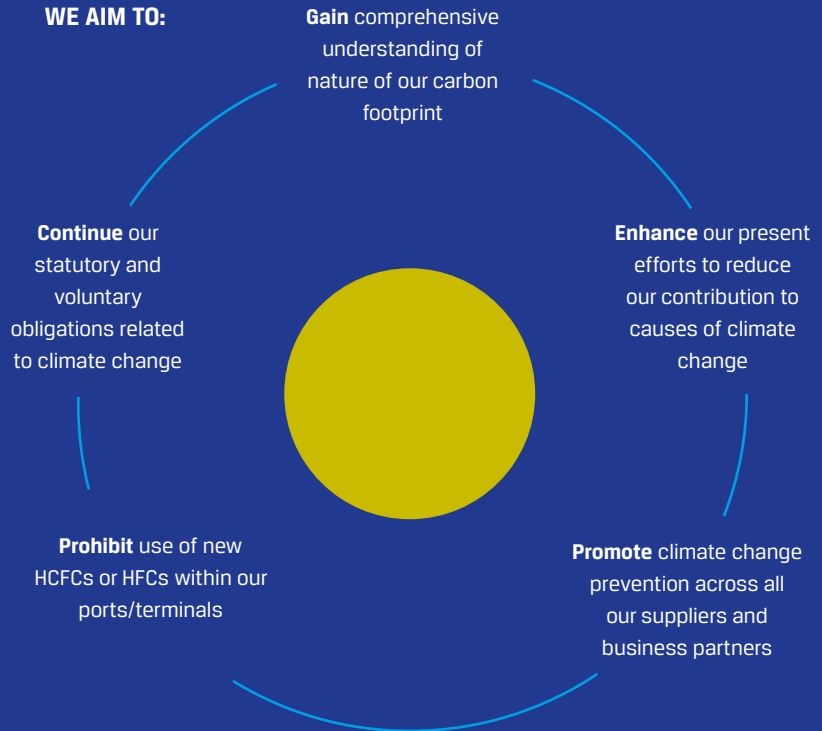 WE AIM TO:
Gain comprehensive
understanding of
nature of our carbon
footprint
Enhance our present
efforts to reduce
our contribution to
causes of climate
change
Promote climate change
prevention across all
our suppliers and
business partners
Prohibit use of new
HCFCs or HFCs within our
ports/terminals
Continue our
statutory and
voluntary
obligations related
to climate change